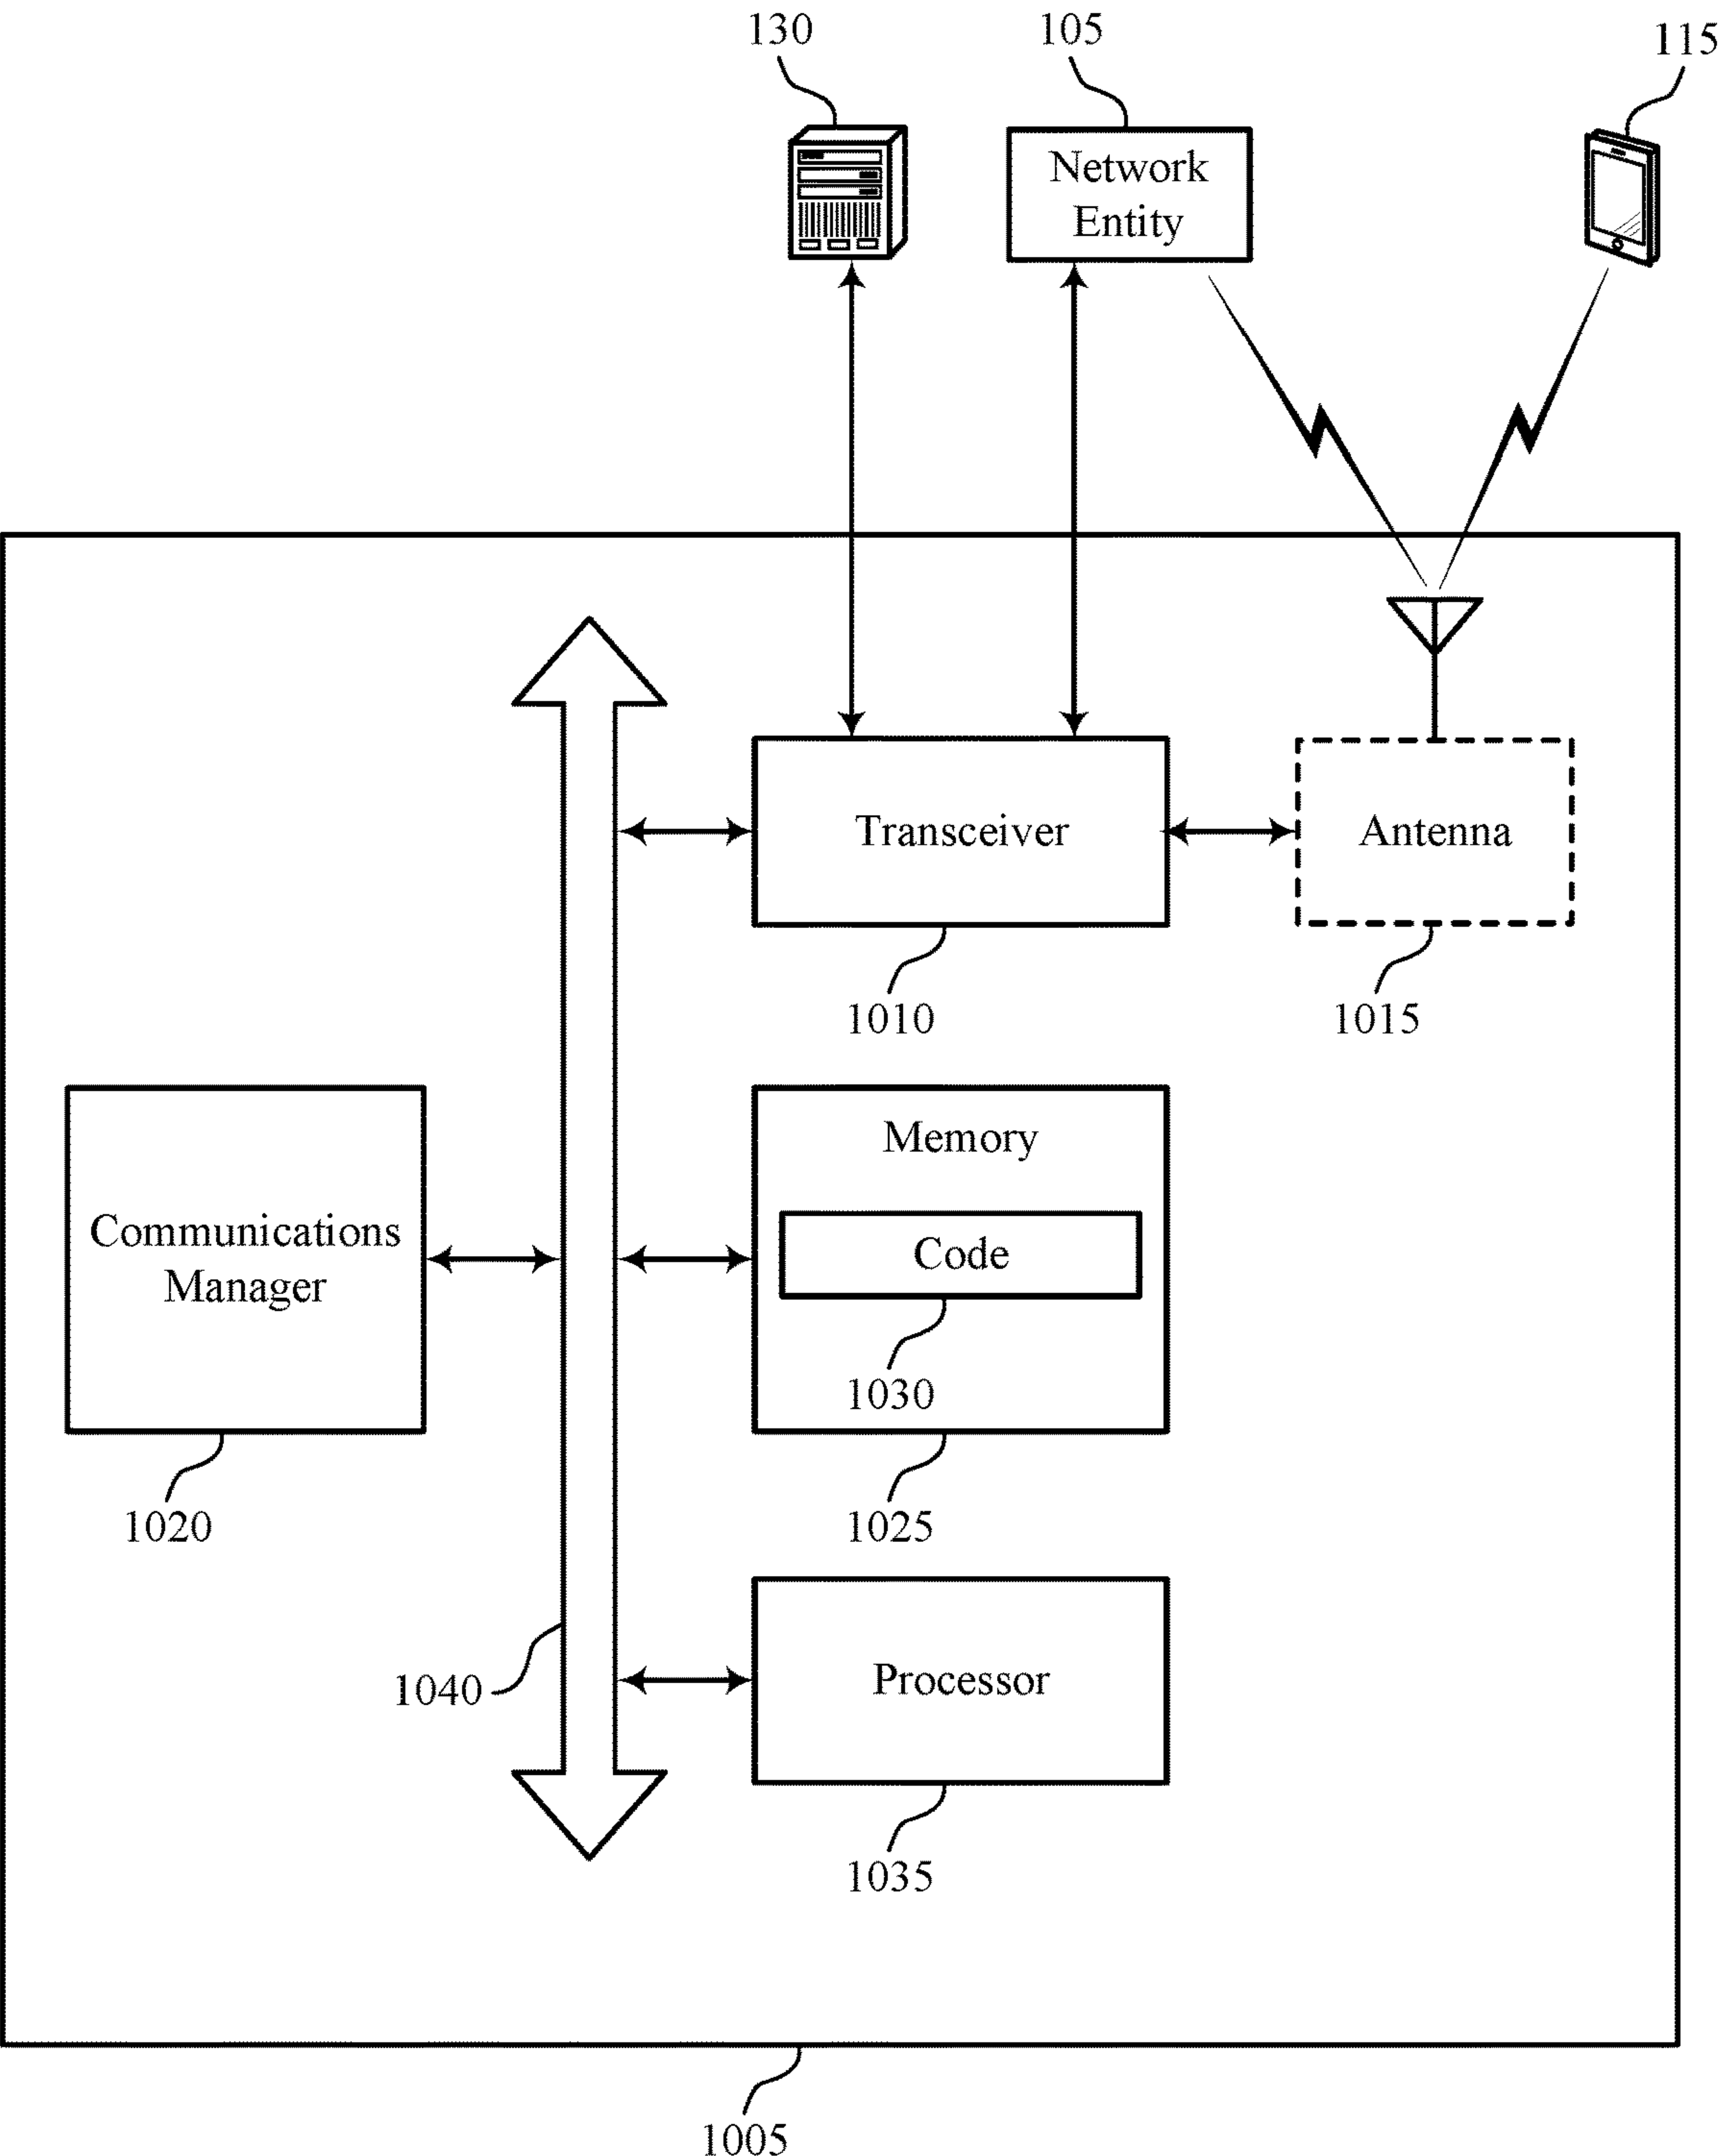 130
105
115
Network
Entity
Transceiver
Antenna
1010
1015
Memory
Communications
Manager
Code
1030
1020
1025
Processor
1040
1035
1005